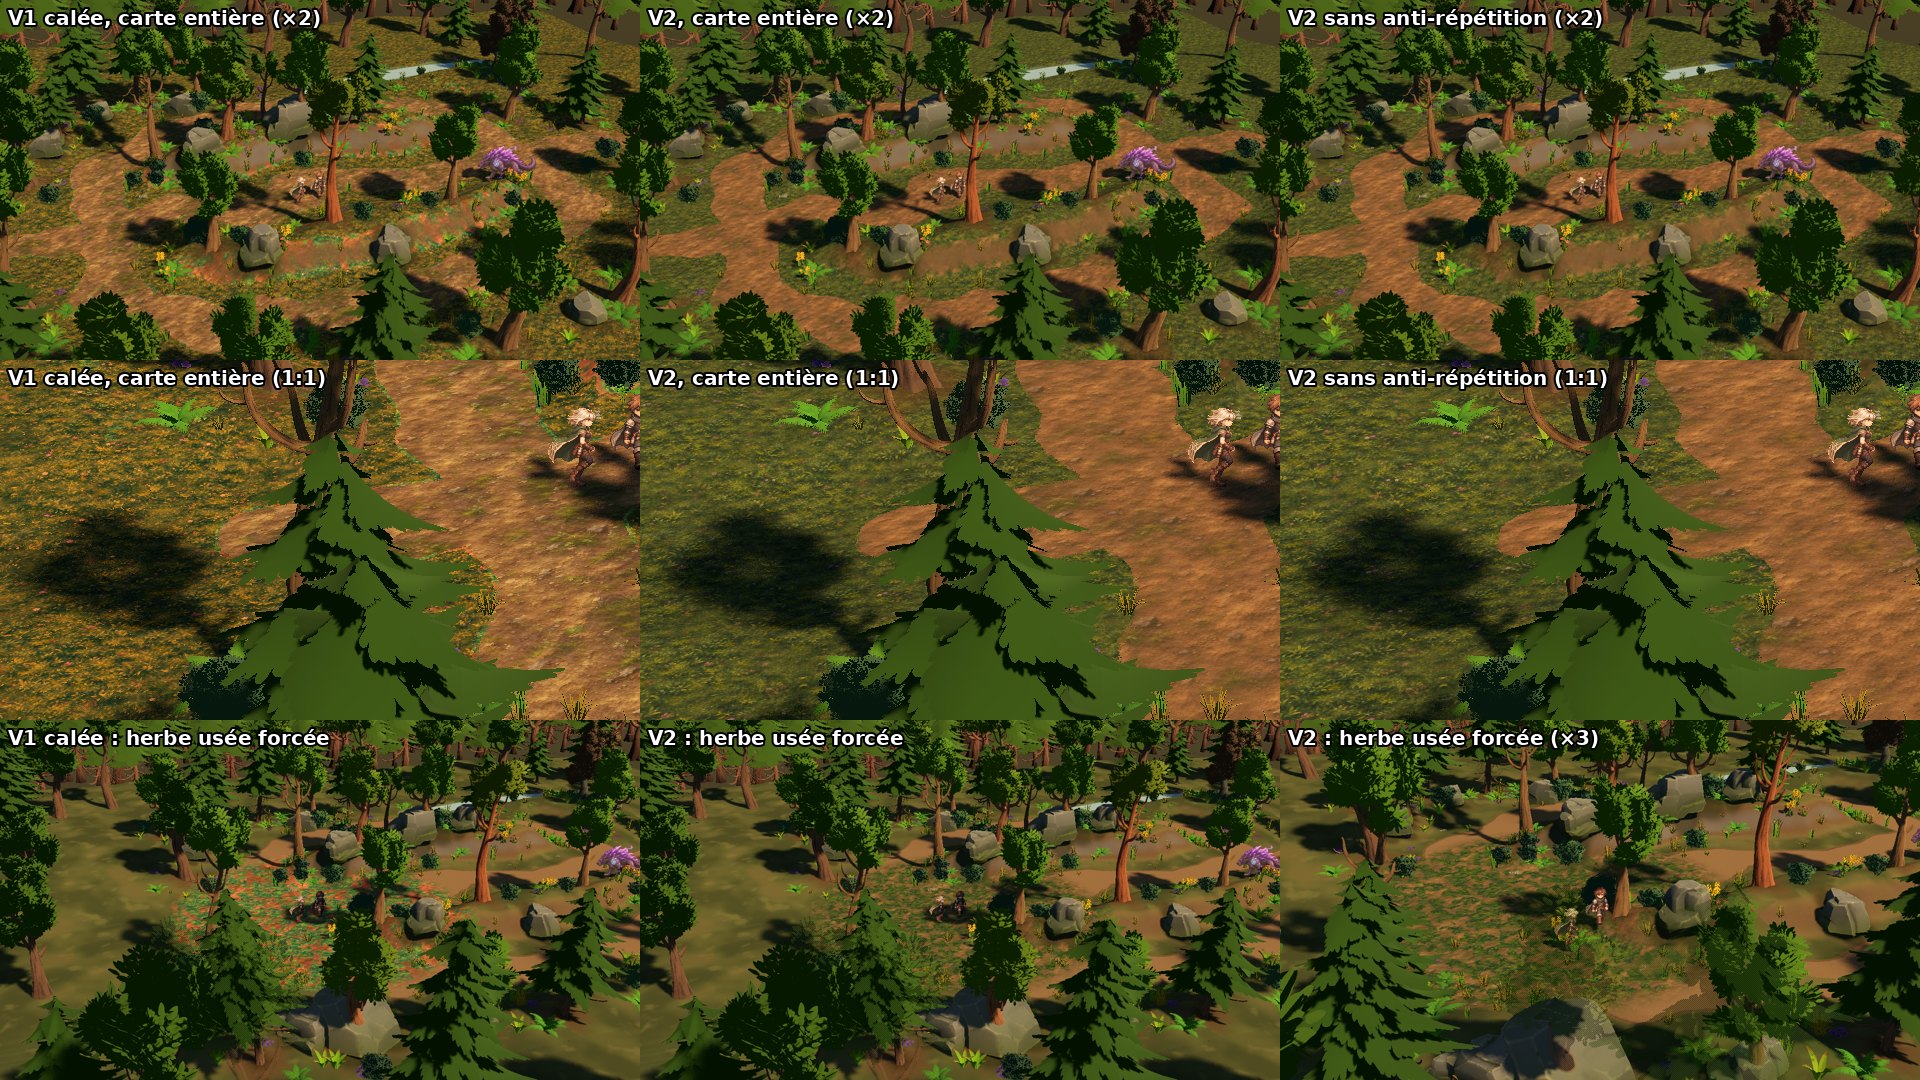 V1 calée, carte entière (×2)
V2, carte entière (×2)
V2 sans anti-répétition (×2)
V1 calée, carte entière (1:1)
V2, carte entière (1:1)
V2 sans anti-répétition (1:1)
V1 calée : herbe usée forcée
V2 : herbe usée forcée
V2 : herbe usée forcée (×3)